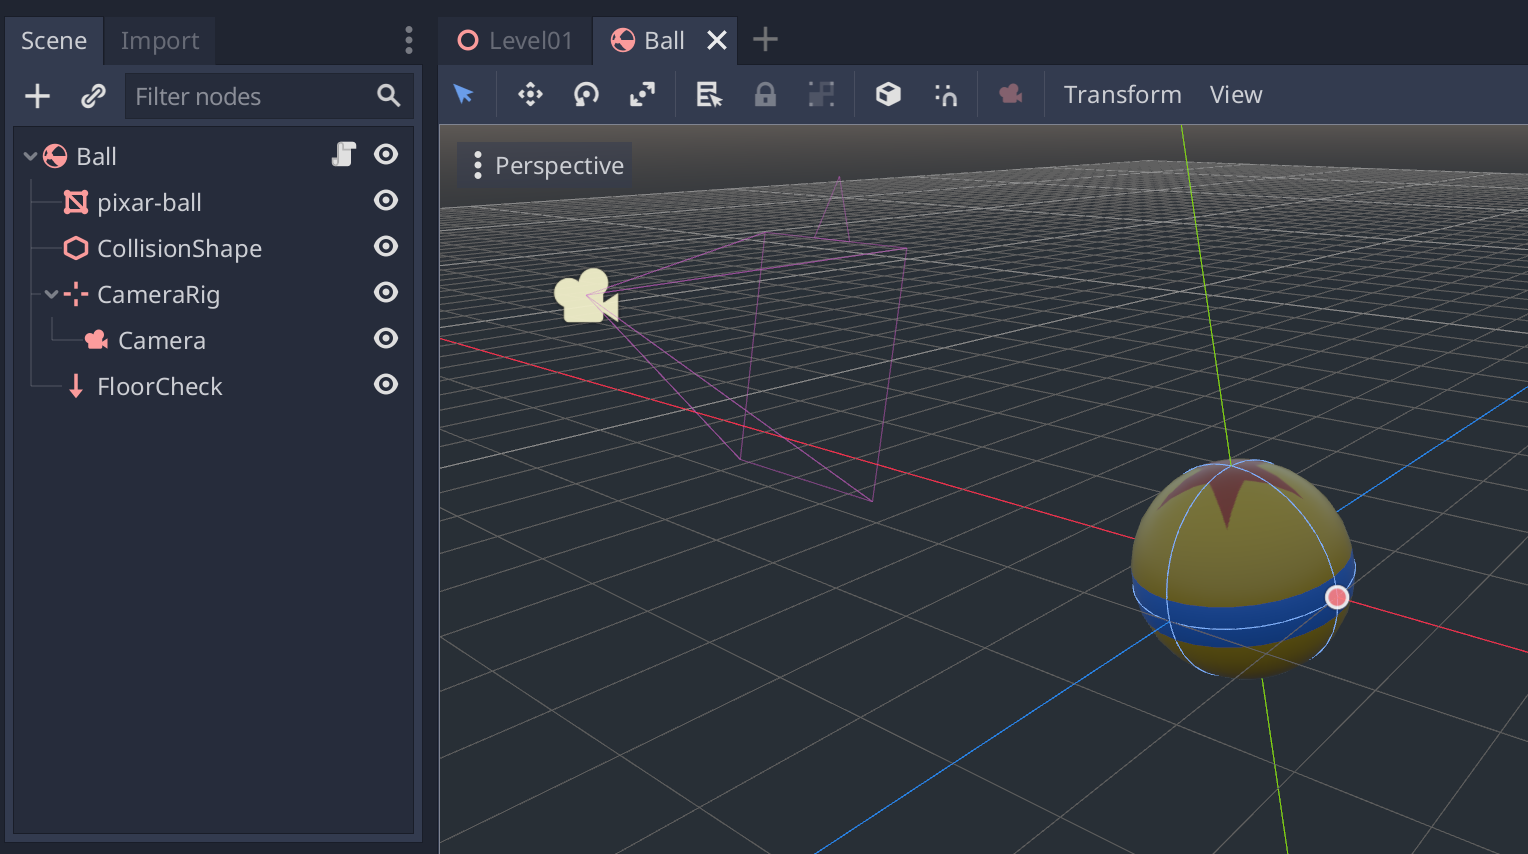 Scene
Import
Level01
Ball
Filter nodes
Transform
View
Perspective
Ball
pixar-ball
CollisionShape
CameraRig
Camera
FloorCheck